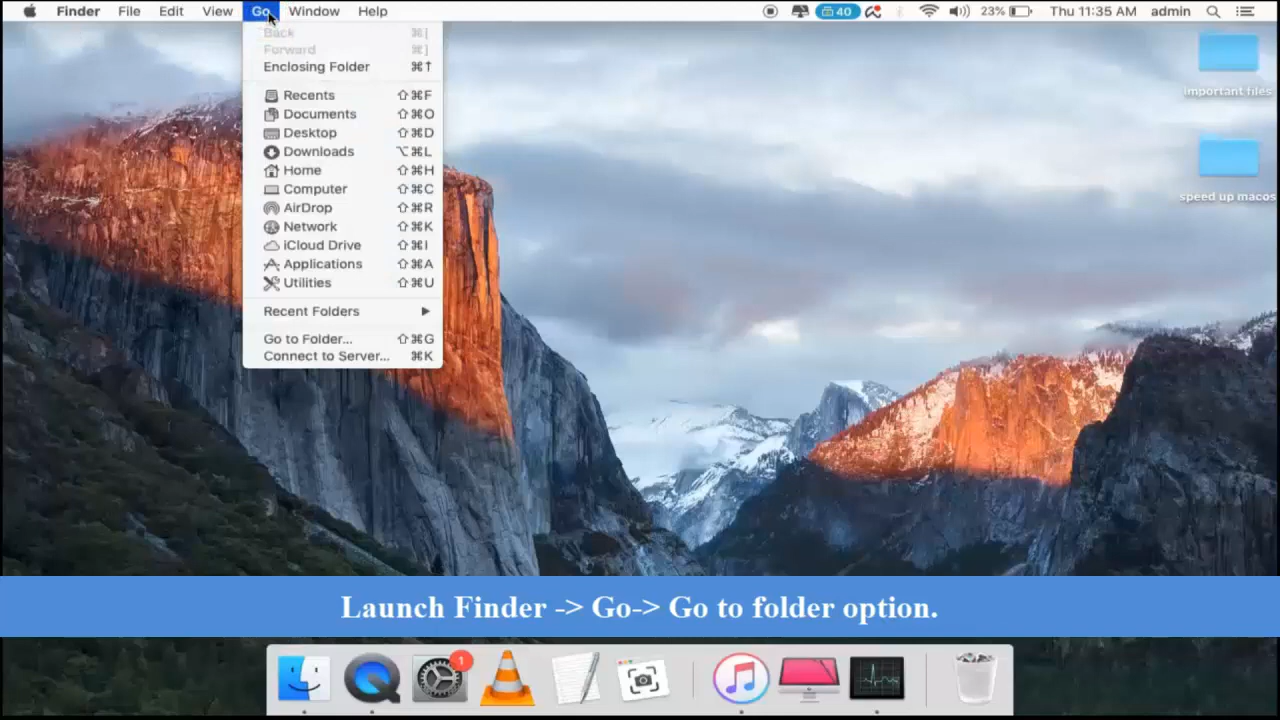 Finder File Edit View Go Window Help 40 23% Thu 11:35 AM admin
Back ⌘[
Forward ⌘]
Enclosing Folder ⌘↑
Recents ⇧⌘F
Documents ⇧⌘O
Desktop ⇧⌘D
Downloads ⌥⌘L
Home ⇧⌘H
Computer ⇧⌘C
AirDrop ⇧⌘R
Network ⇧⌘K
iCloud Drive ⇧⌘I
Applications ⇧⌘A
Utilities ⇧⌘U
Recent Folders ▶
Go to Folder... ⇧⌘G
Connect to Server... ⌘K
important files
speed up macos
Launch Finder -> Go-> Go to folder option.
1